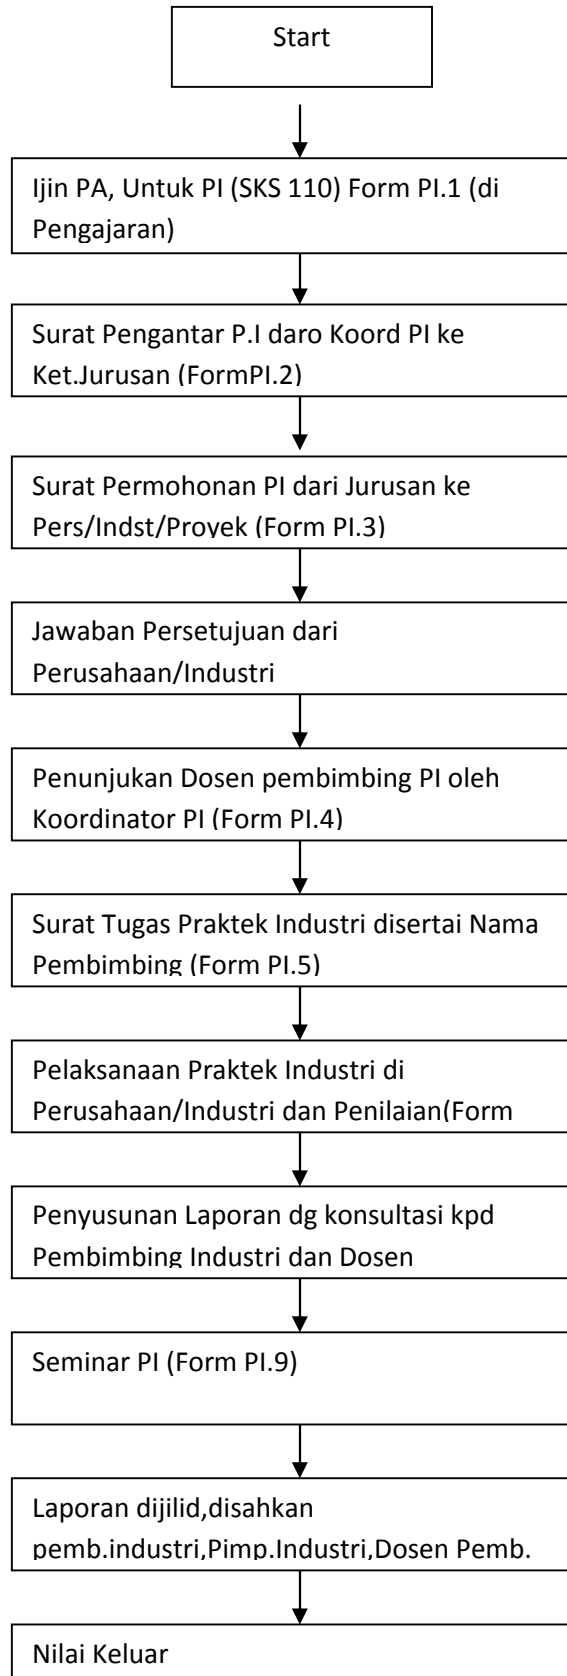 Start
Ijin PA, Untuk PI (SKS 110) Form PI.1 (di
Pengajaran)
Surat Pengantar P.I daro Koord PI ke
Ket.Jurusan (FormPI.2)
Surat Permohonan PI dari Jurusan ke
Pers/Indst/Proyek (Form PI.3)
Jawaban Persetujuan dari
Perusahaan/Industri
Penunjukan Dosen pembimbing PI oleh
Koordinator PI (Form PI.4)
Surat Tugas Praktek Industri disertai Nama
Pembimbing (Form PI.5)
Pelaksanaan Praktek Industri di
Perusahaan/Industri dan Penilaian(Form
Penyusunan Laporan dg konsultasi kpd
Pembimbing Industri dan Dosen
Seminar PI (Form PI.9)
Laporan dijilid,disahkan
pemb.industri,Pimp.Industri,Dosen Pemb.
Nilai Keluar